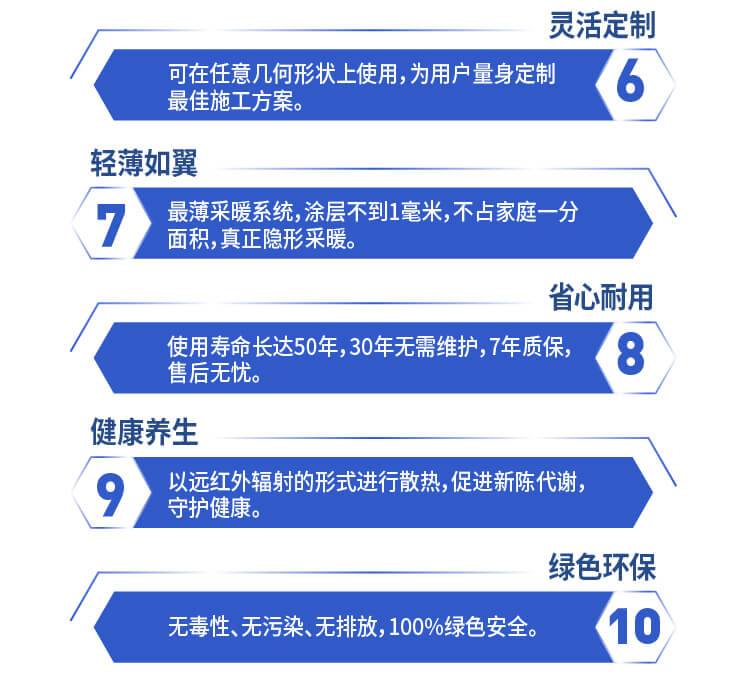 灵活定制
可在任意几何形状上使用，为用户量身定制
最佳施工方案。
6
轻薄如翼
7
最薄采暖系统，涂层不到1毫米，不占家庭一分
面积，真正隐形采暖。
省心耐用
使用寿命长达50年，30年无需维护，7年质保，
售后无忧。
8
健康养生
9
以远红外辐射的形式进行散热，促进新陈代谢，
守护健康。
绿色环保
无毒性、无污染、无排放，100%绿色安全。
10